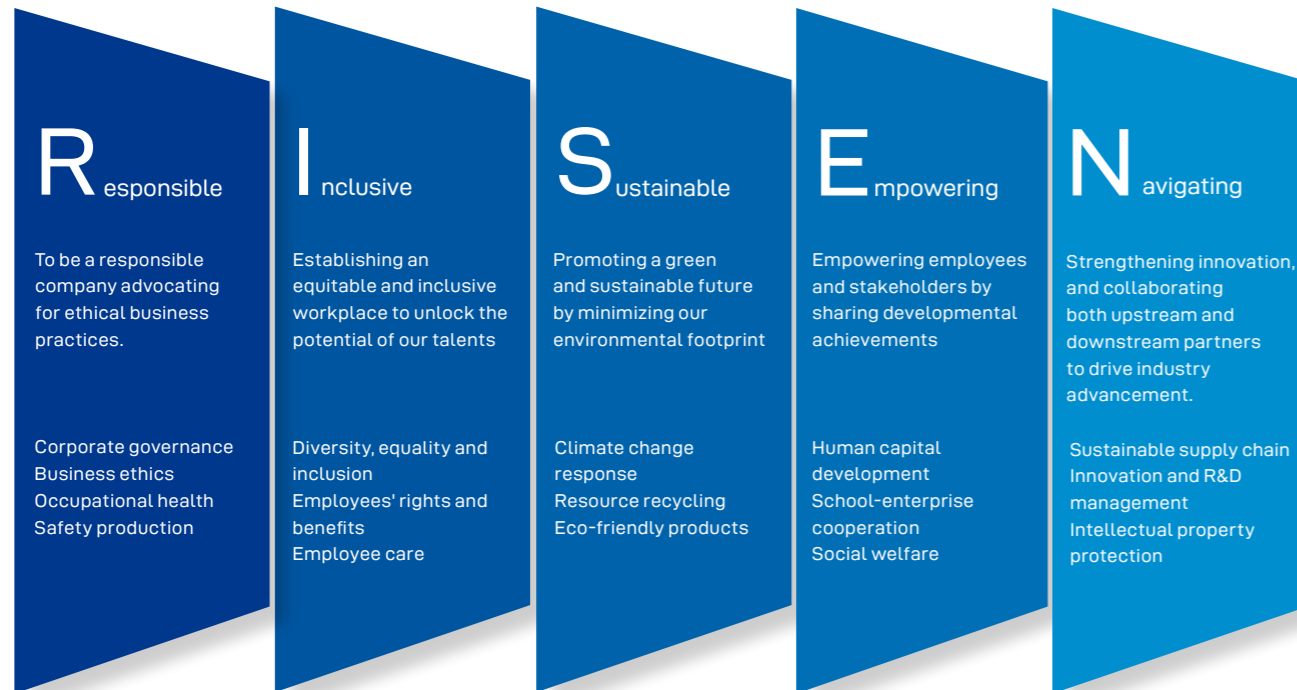 Responsible
To be a responsible
company advocating
for ethical business
practices.
Corporate governance
Business ethics
Occupational health
Safety production
Inclusive
Establishing an
equitable and inclusive
workplace to unlock the
potential of our talents
Diversity, equality and
inclusion
Employees' rights and
benefits
Employee care
Sustainable
Promoting a green
and sustainable future
by minimizing our
environmental footprint
Climate change
response
Resource recycling
Eco-friendly products
Empowering
Empowering employees
and stakeholders by
sharing developmental
achievements
Human capital
development
School-enterprise
cooperation
Social welfare
Navigating
Strengthening innovation,
and collaborating
both upstream and
downstream partners
to drive industry
advancement.
Sustainable supply chain
Innovation and R&D
management
Intellectual property
protection